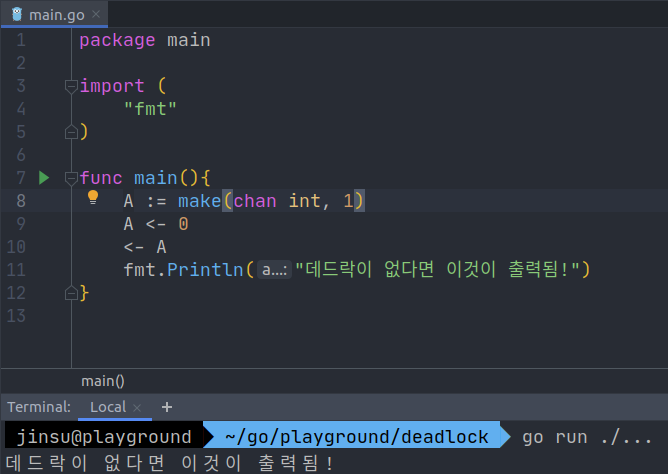 main.go
1 package main
2
3 import (
4 "fmt"
5 )
6
7 func main(){
8 A := make(chan int, 1)
9 A <- 0
10 <- A
11 fmt.Println( a...: "데드락이 없다면 이것이 출력됨!")
12 }
13
main()
Terminal: Local × +
jinsu@playground ~/go/playground/deadlock go run ./...
데드락이 없다면 이것이 출력됨!